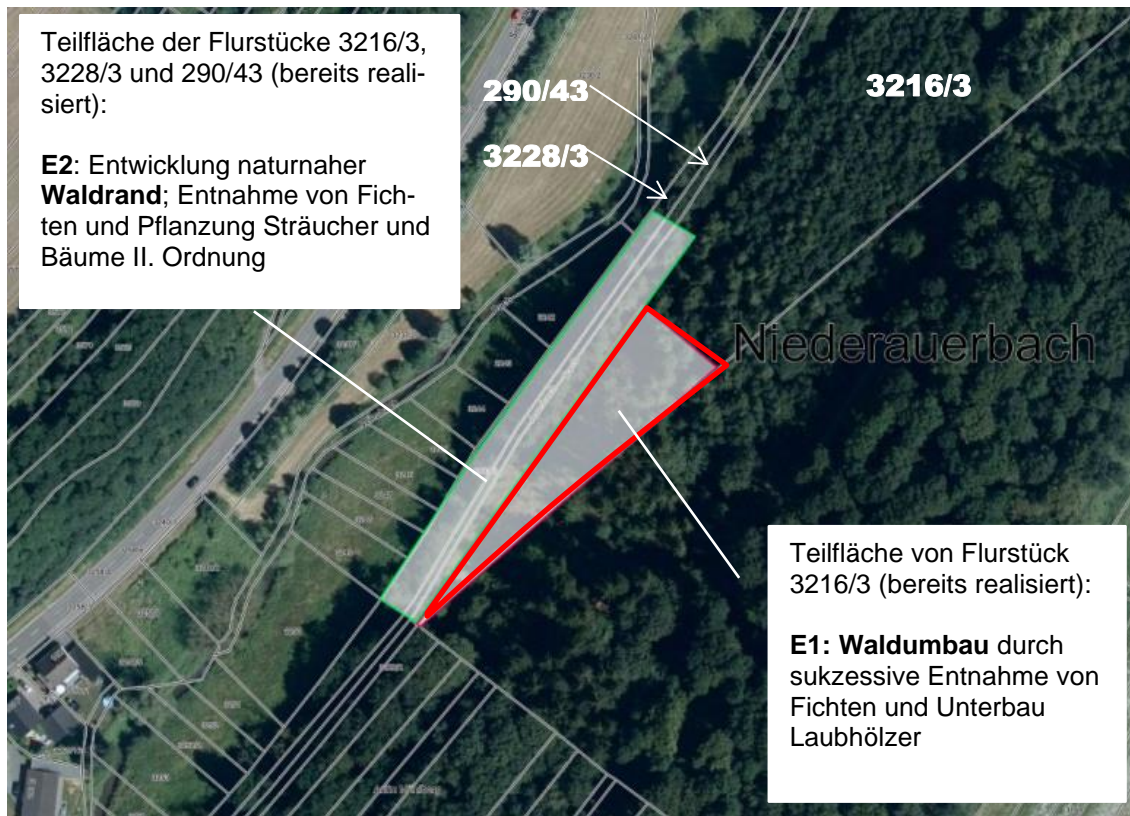 Teilfläche der Flurstücke 3216/3,
3228/3 und 290/43 (bereits reali-
siert):
E2: Entwicklung naturnaher
Waldrand; Entnahme von Fich-
ten und Pflanzung Sträucher und
Bäume II. Ordnung
290/43
3216/3
3228/3
Niederauerbach
Teilfläche von Flurstück
3216/3 (bereits realisiert):
E1: Waldumbau durch
sukzessive Entnahme von
Fichten und Unterbau
Laubhölzer